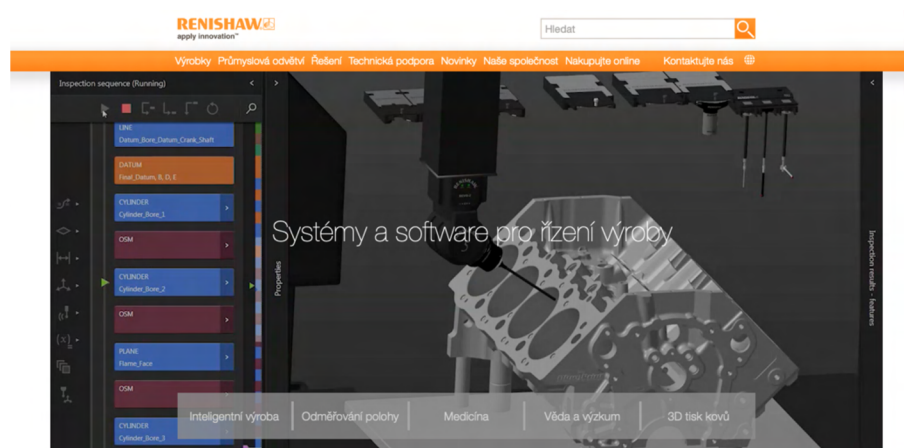 RENISHAW
apply innovation™
Hledat
Výrobky Průmyslová odvětví Řešení Technická podpora Novinky Naše společnost Nakupujte online Kontaktujte nás
Inspection sequence (Running)
LINE
Datum_Bore_Datum_Crank_Shaft
DATUM
Final_Datum, B, D, E
CYLINDER
Cylinder_Bore_1
OSM
CYLINDER
Cylinder_Bore_2
OSM
PLANE
Flame_Face
OSM
CYLINDER
Cylinder_Bore_3
Properties
Systémy a software pro řízení výroby
Inspection results - features
Inteligentní výroba
Odměřování polohy
Medicína
Věda a výzkum
3D tisk kovů